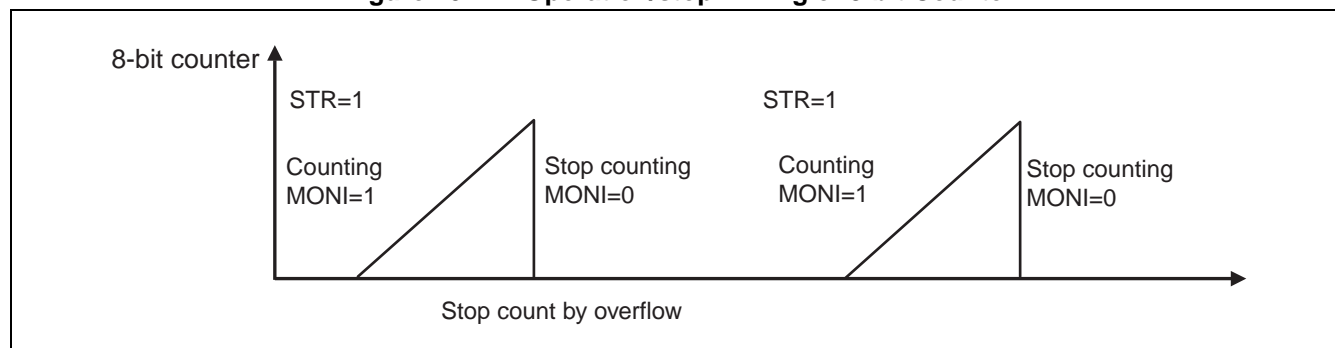 8-bit counter
STR=1
STR=1
Counting
MONI=1
Stop counting
MONI=0
Counting
MONI=1
Stop counting
MONI=0
Stop count by overflow